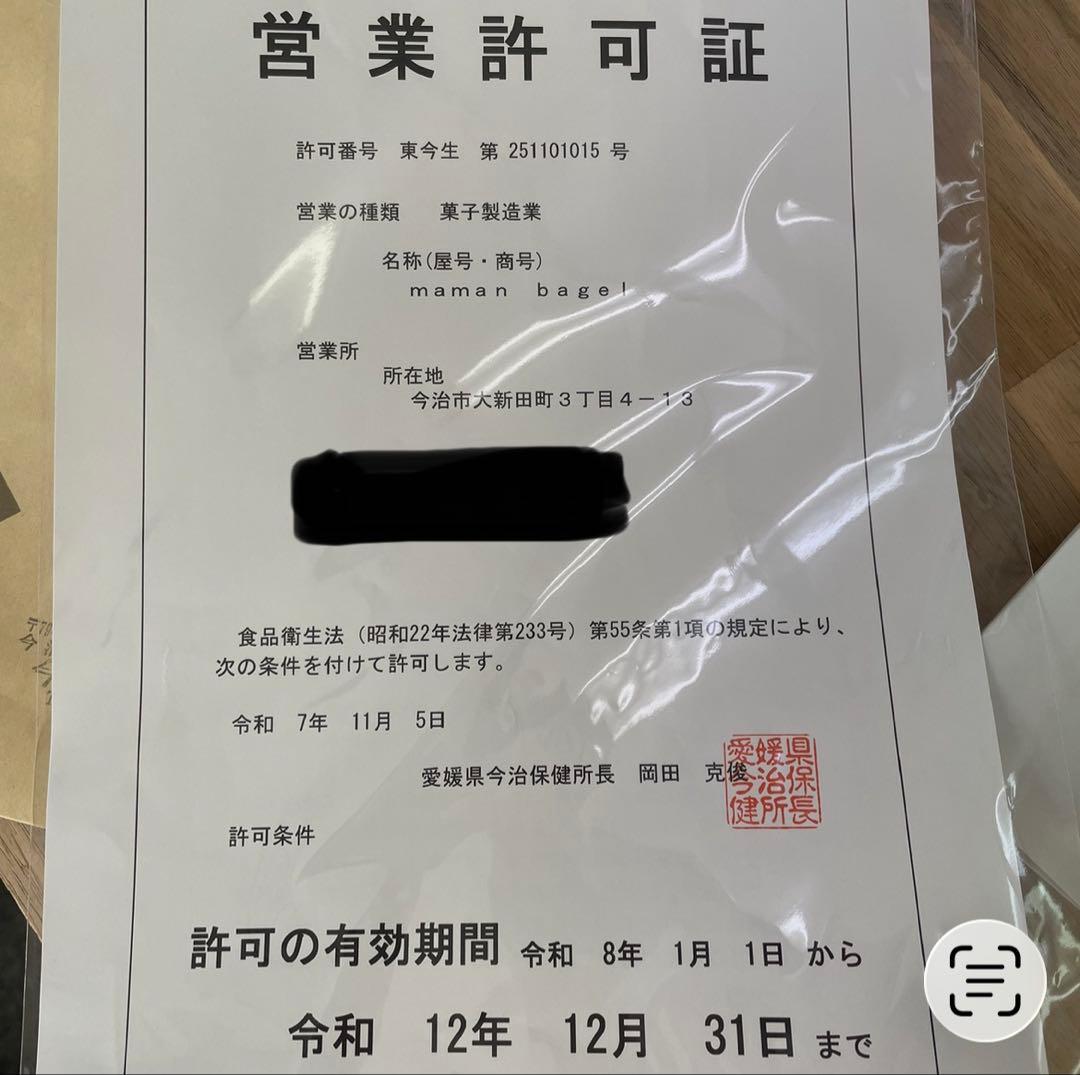 営業許可証
許可番号 東今生 第 251101015 号
営業の種類 菓子製造業
名称(屋号・商号)
maman bagel
営業所
所在地
今治市大新田町3丁目4-13
食品衛生法(昭和22年法律第233号)第55条第1項の規定により、
次の条件を付けて許可します。
令和 7年 11月 5日
愛媛県今治保健所長 岡田 克俊
愛媛県
今治保
健所長
許可条件
許可の有効期間 令和 8年 1月 1日 から
令和 12年 12月 31日 まで